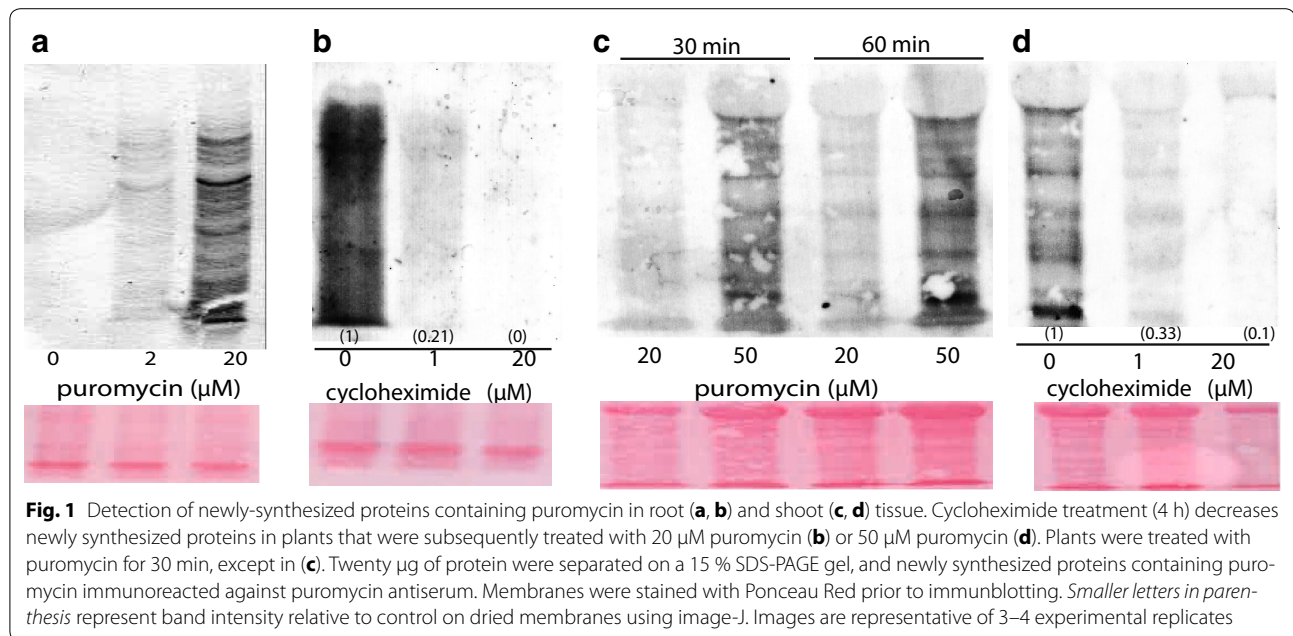 a b c 30 min 60 min d
(1) (0.21) (0) (1) (0.33) (0.1)
0 2 20 0 1 20 20 50 20 50 0 1 20
puromycin (µM) cycloheximide (µM) puromycin (µM) cycloheximide (µM)
Fig. 1 Detection of newly-synthesized proteins containing puromycin in root (a, b) and shoot (c, d) tissue. Cycloheximide treatment (4 h) decreases
newly synthesized proteins in plants that were subsequently treated with 20 µM puromycin (b) or 50 µM puromycin (d). Plants were treated with
puromycin for 30 min, except in (c). Twenty µg of protein were separated on a 15 % SDS-PAGE gel, and newly synthesized proteins containing puro-
mycin immunoreacted against puromycin antiserum. Membranes were stained with Ponceau Red prior to immunblotting. Smaller letters in paren-
thesis represent band intensity relative to control on dried membranes using image-J. Images are representative of 3–4 experimental replicates